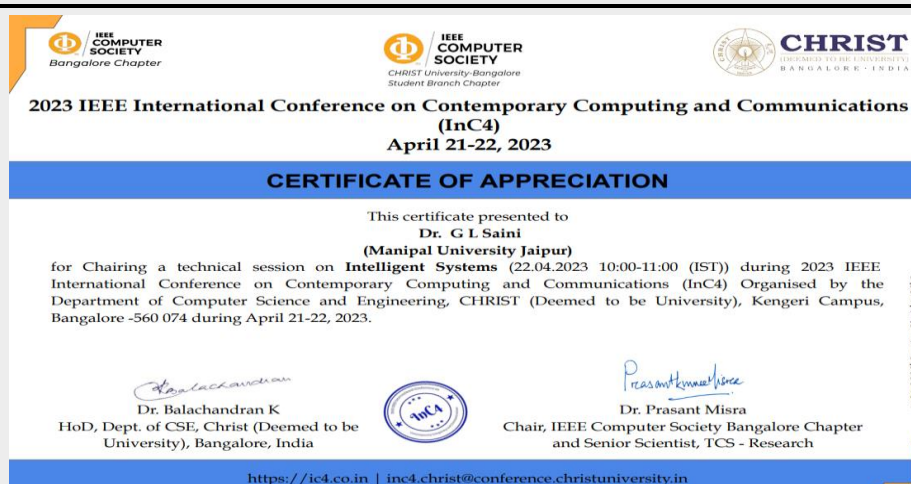 IEEE
COMPUTER
SOCIETY
Bangalore Chapter
IEEE
COMPUTER
SOCIETY
CHRIST University-Bangalore
Student Branch Chapter
CHRIST
(DEEMED TO BE UNIVERSITY)
BANGALORE · INDIA
2023 IEEE International Conference on Contemporary Computing and Communications
(InC4)
April 21-22, 2023
CERTIFICATE OF APPRECIATION
This certificate presented to
Dr. G L Saini
(Manipal University Jaipur)
for Chairing a technical session on Intelligent Systems (22.04.2023 10:00-11:00 (IST)) during 2023 IEEE
International Conference on Contemporary Computing and Communications (InC4) Organised by the
Department of Computer Science and Engineering, CHRIST (Deemed to be University), Kengeri Campus,
Bangalore -560 074 during April 21-22, 2023.
InC4
Dr. Balachandran K
HoD, Dept. of CSE, Christ (Deemed to be
University), Bangalore, India
Prasantkumar Misra
Dr. Prasant Misra
Chair, IEEE Computer Society Bangalore Chapter
and Senior Scientist, TCS - Research
https://ic4.co.in | inc4.christ@conference.christuniversity.in